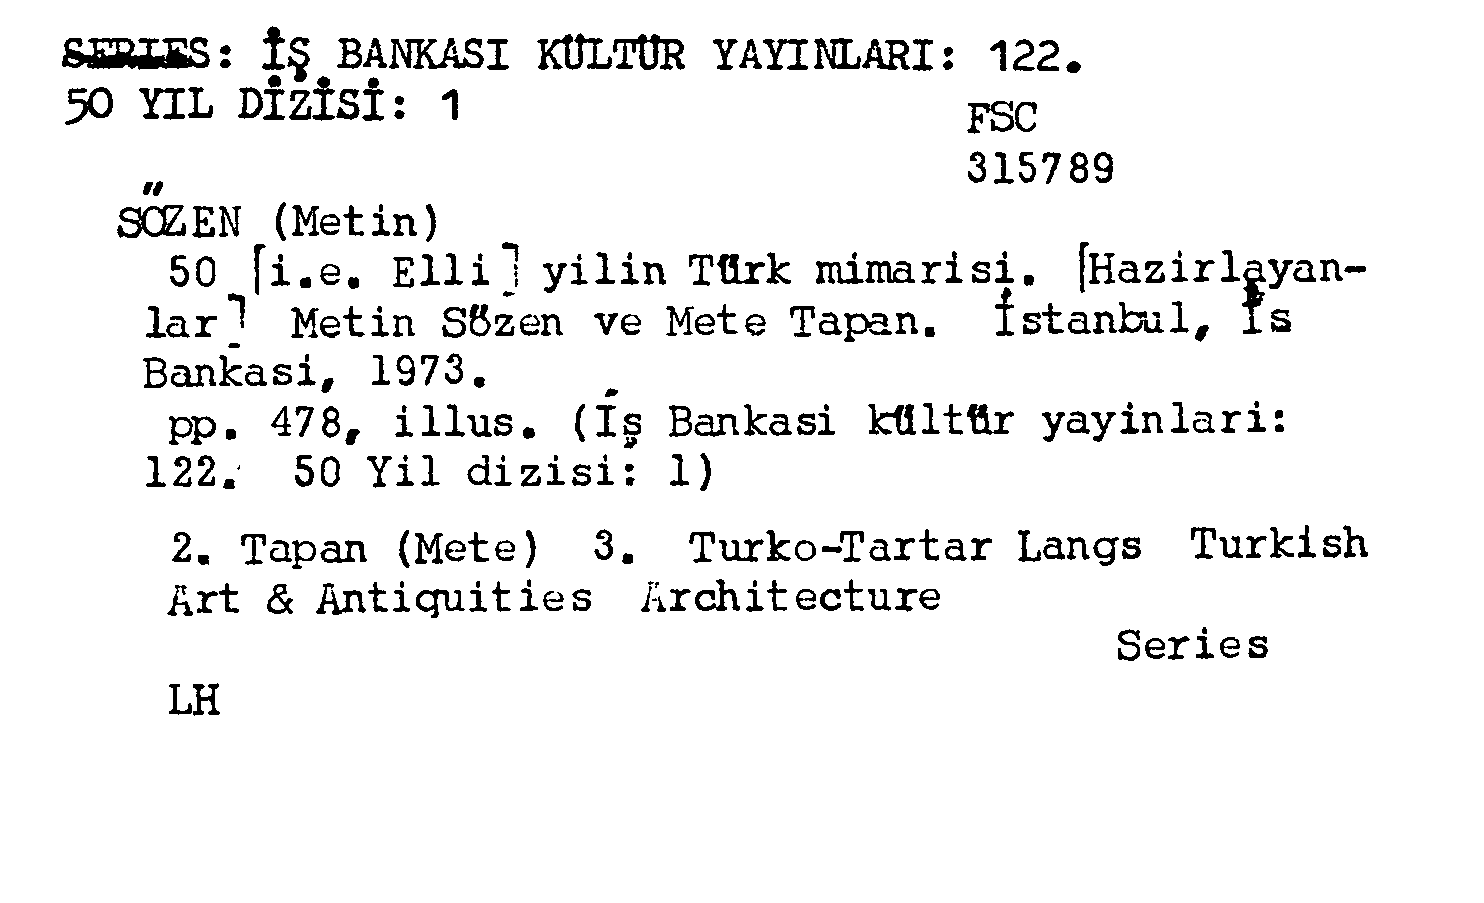 SERIES: İŞ BANKASI KÜLTÜR YAYINLARI: 122.
50 YIL DİZİSİ: 1
FSC
315789
SÖZEN (Metin)
50 [i.e. Elli] yilin Türk mimarisi. [Hazirlayan-
lar] Metin Sözen ve Mete Tapan. İstanbul, İs
Bankasi, 1973.
pp. 478, illus. (İş Bankasi kültür yayinlari:
122. 50 Yil dizisi: 1)
2. Tapan (Mete) 3. Turko-Tartar Langs Turkish
Art & Antiquities Architecture
Series
LH